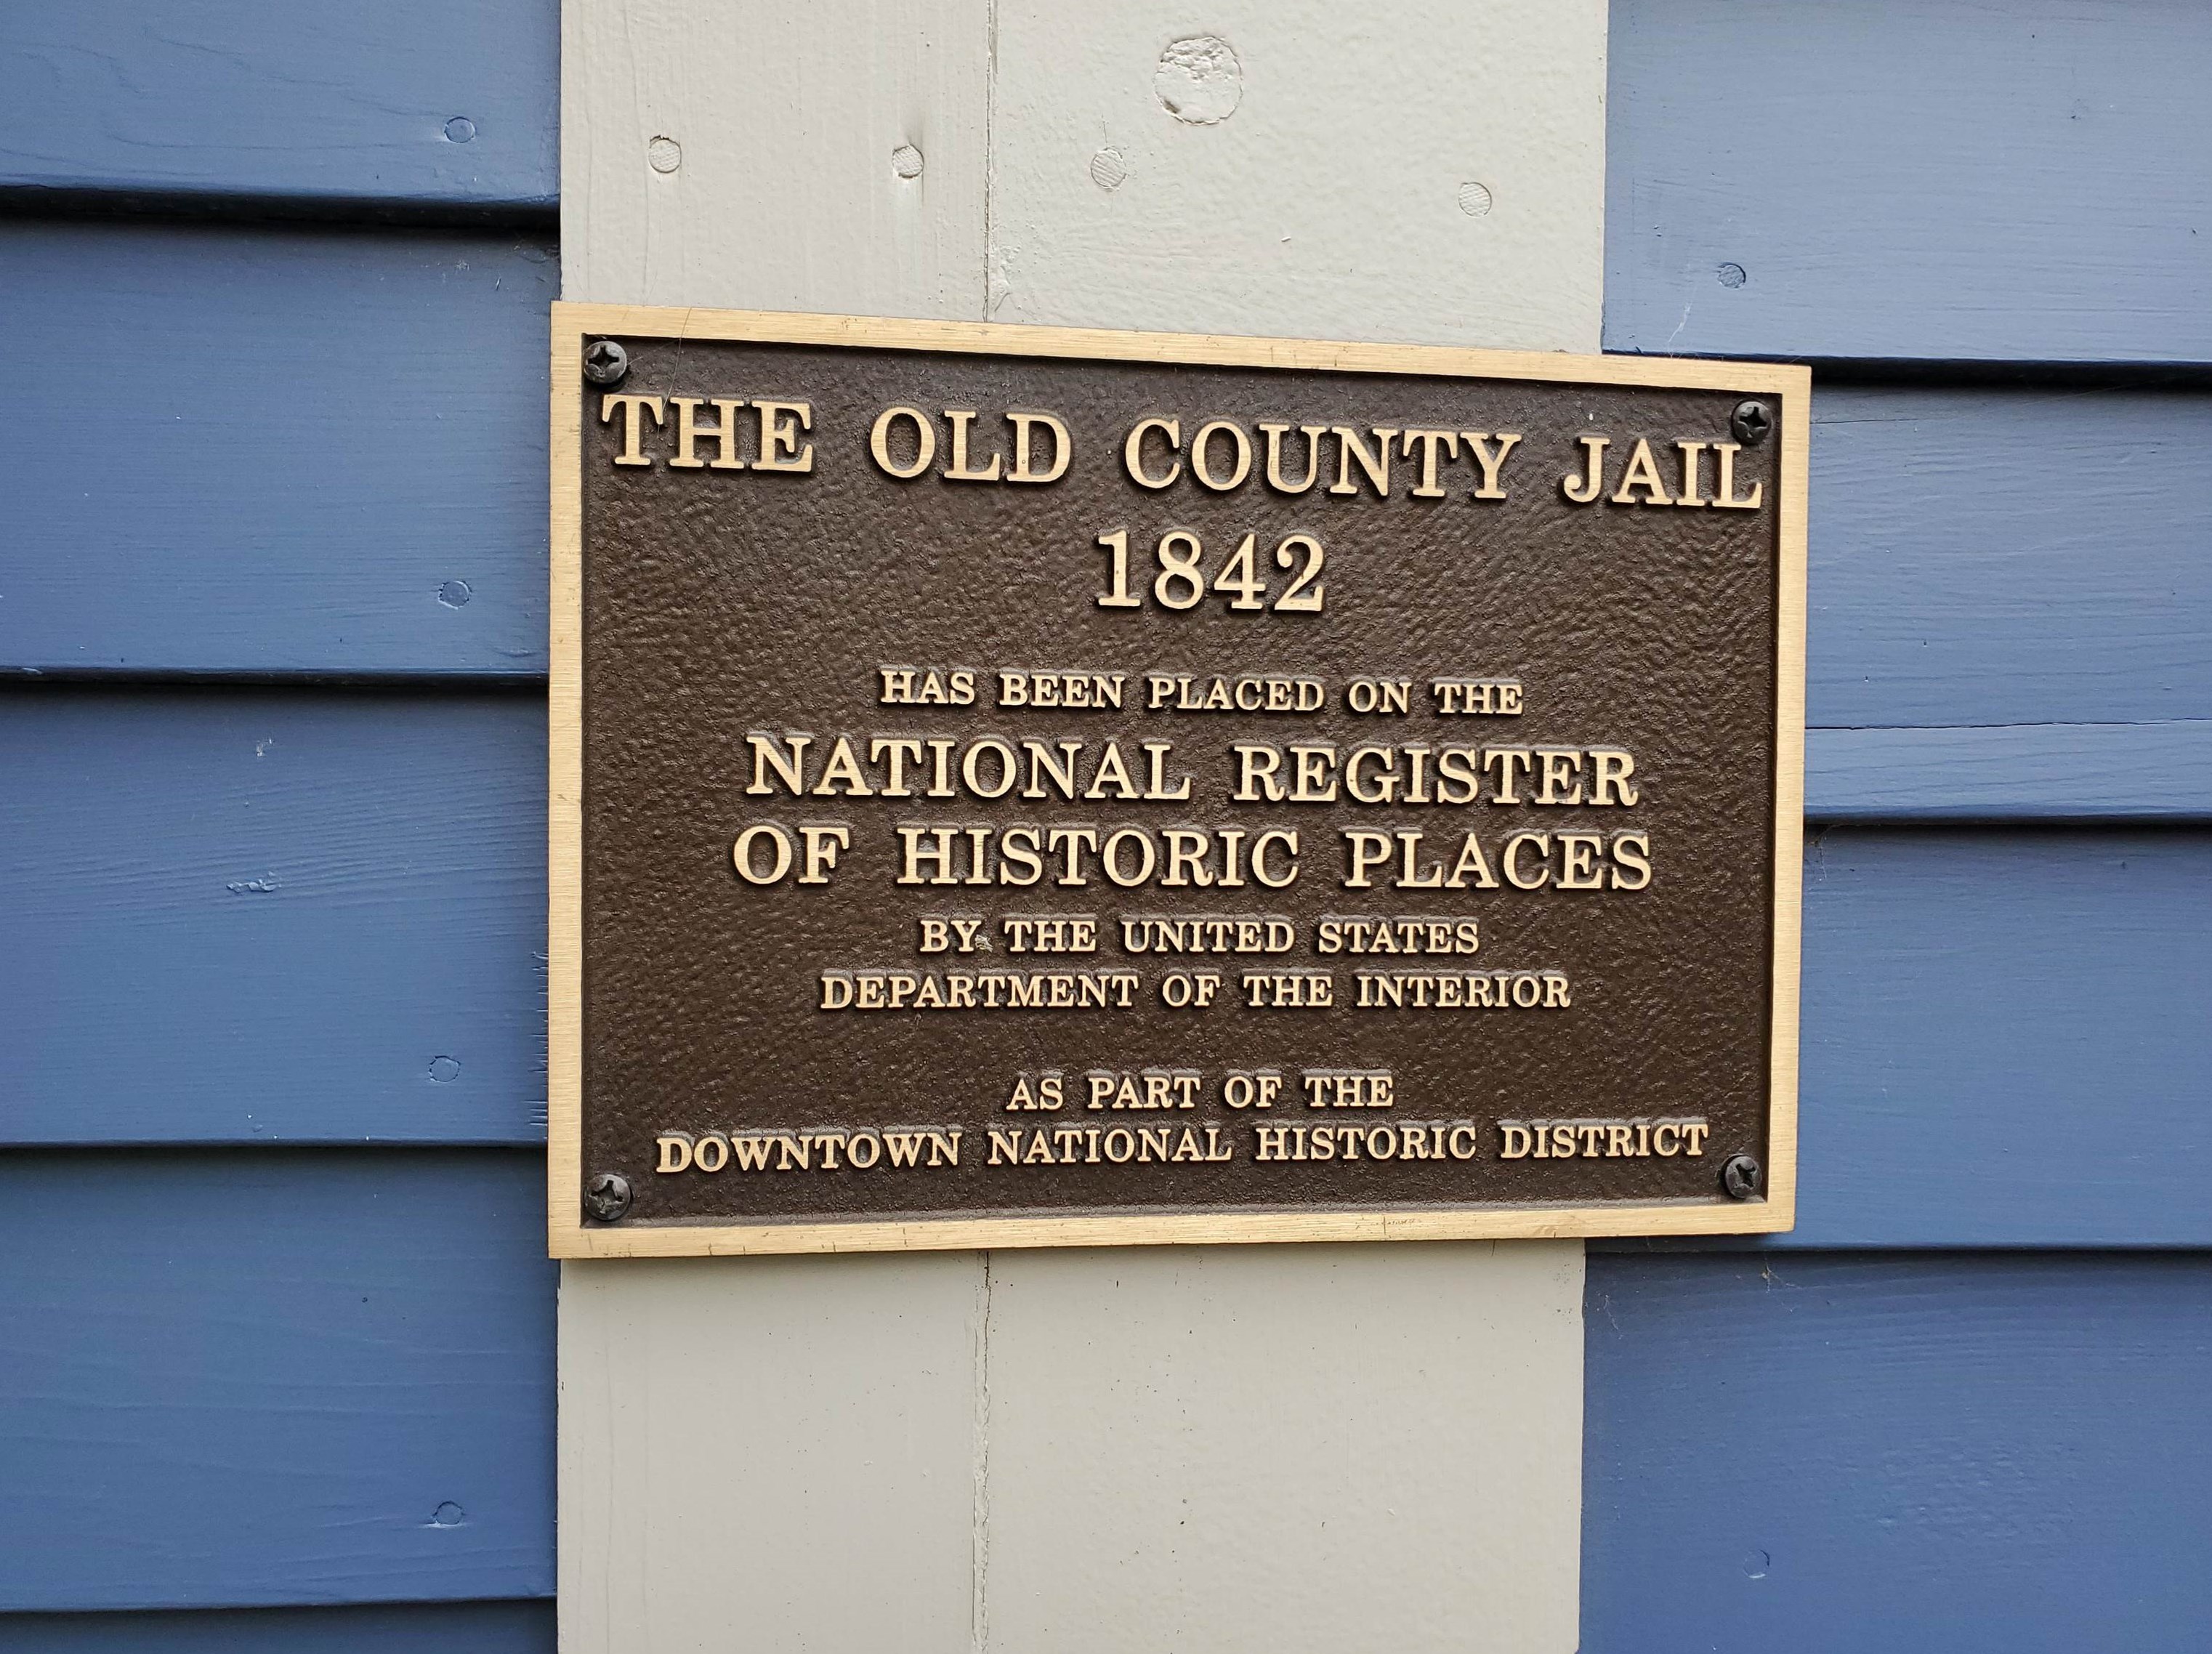 THE OLD COUNTY JAIL
1842
HAS BEEN PLACED ON THE
NATIONAL REGISTER
OF HISTORIC PLACES
BY THE UNITED STATES
DEPARTMENT OF THE INTERIOR
AS PART OF THE
DOWNTOWN NATIONAL HISTORIC DISTRICT